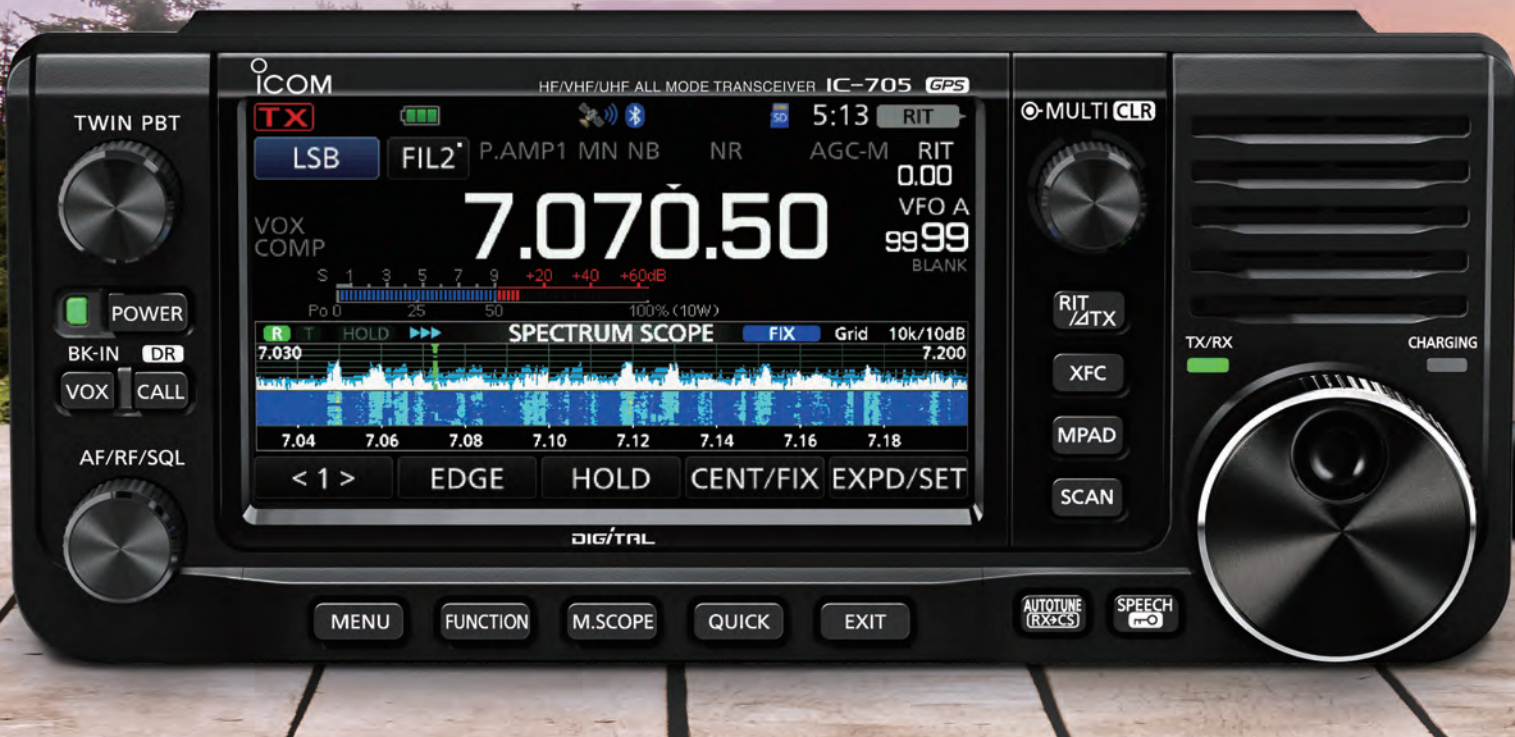 ICOM
HF/VHF/UHF ALL MODE TRANSCEIVER IC-705 GPS
TWIN PBT
MULTI CLR
TX SD 5:13 RIT
LSB FIL2 P.AMP1 MN NB NR AGC-M RIT
0.00
7.070.50
VFO A
9999
BLANK
VOX
COMP
S 1 3 5 7 9 +20 +40 +60dB
Po 0 25 50 100% (10W)
POWER
BK-IN DR
VOX CALL
AF/RF/SQL
R T HOLD SPECTRUM SCOPE FIX Grid 10k/10dB
7.030 7.200
7.04 7.06 7.08 7.10 7.12 7.14 7.16 7.18
< 1 > EDGE HOLD CENT/FIX EXPD/SET
DIGITAL
RIT
/⊿TX
XFC
MPAD
SCAN
TX/RX CHARGING
MENU FUNCTION M.SCOPE QUICK EXIT
AUTOTUNE
RX→CS
SPEECH